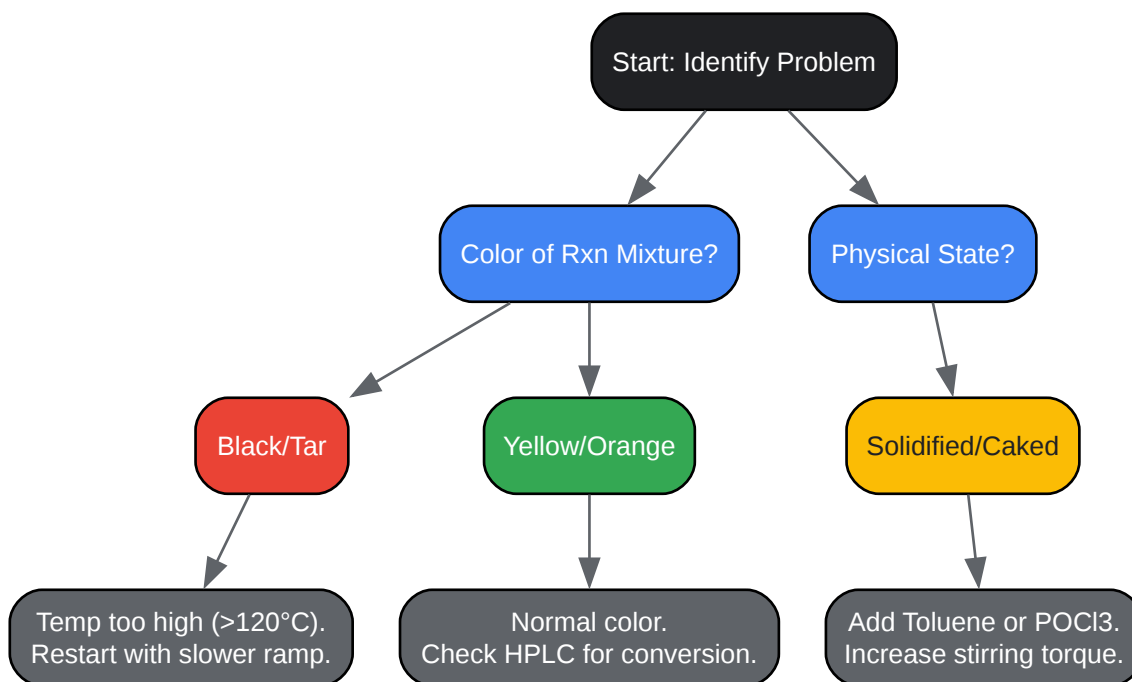 Start: Identify Problem
Color of Rxn Mixture?
Physical State?
Black/Tar
Yellow/Orange
Solidified/Caked
Temp too high (>120°C).
Restart with slower ramp.
Normal color.
Check HPLC for conversion.
Add Toluene or POCl3.
Increase stirring torque.